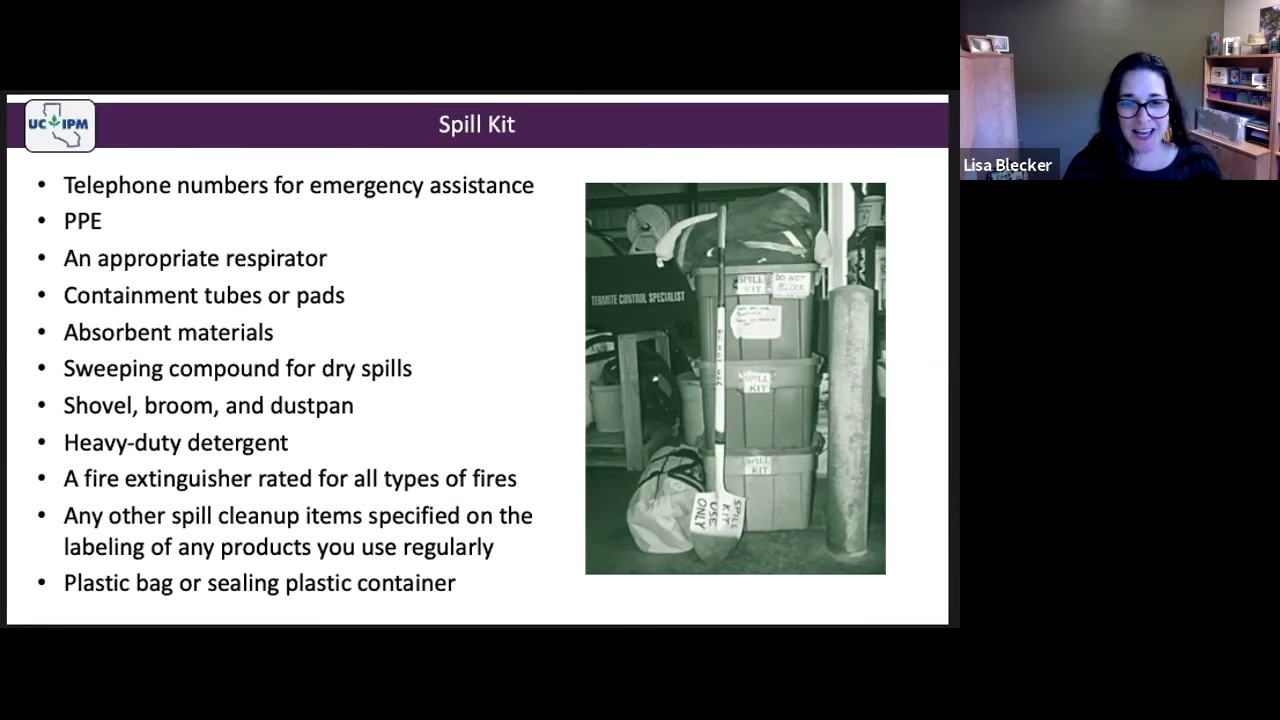 UC IPM
Spill Kit
• Telephone numbers for emergency assistance
• PPE
• An appropriate respirator
• Containment tubes or pads
• Absorbent materials
• Sweeping compound for dry spills
• Shovel, broom, and dustpan
• Heavy-duty detergent
• A fire extinguisher rated for all types of fires
• Any other spill cleanup items specified on the
labeling of any products you use regularly
• Plastic bag or sealing plastic container
TERMITE CONTROL SPECIALIST
SPILL
KIT
DO NOT
BLOCK
SPILL
KIT
SPILL
KIT
SPILL
KIT
USE
ONLY
Lisa Blecker